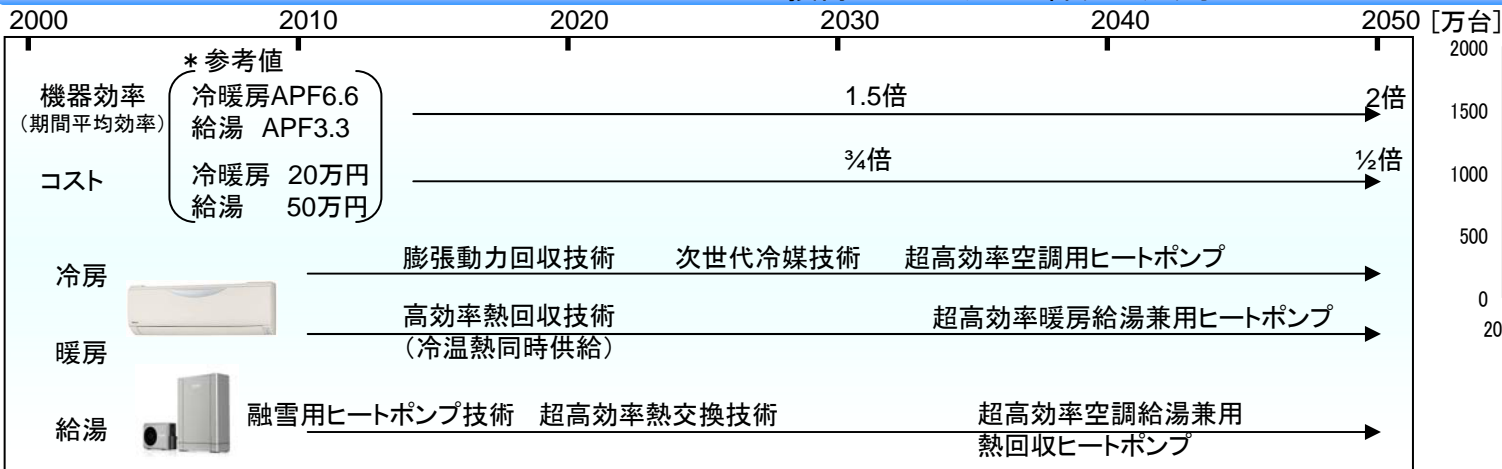 2000 2010 2020 2030 2040 2050 [万台]
2000
＊参考値
機器効率 冷暖房APF6.6 1.5倍 2倍
（期間平均効率） 給湯 APF3.3 1500
コスト 冷暖房 20万円 ¾倍 ½倍 1000
給湯 50万円
500
冷房 膨張動力回収技術 次世代冷媒技術 超高効率空調用ヒートポンプ
0
暖房 高効率熱回収技術 超高効率暖房給湯兼用ヒートポンプ
（冷温熱同時供給） 20
給湯 融雪用ヒートポンプ技術 超高効率熱交換技術 超高効率空調給湯兼用
熱回収ヒートポンプ